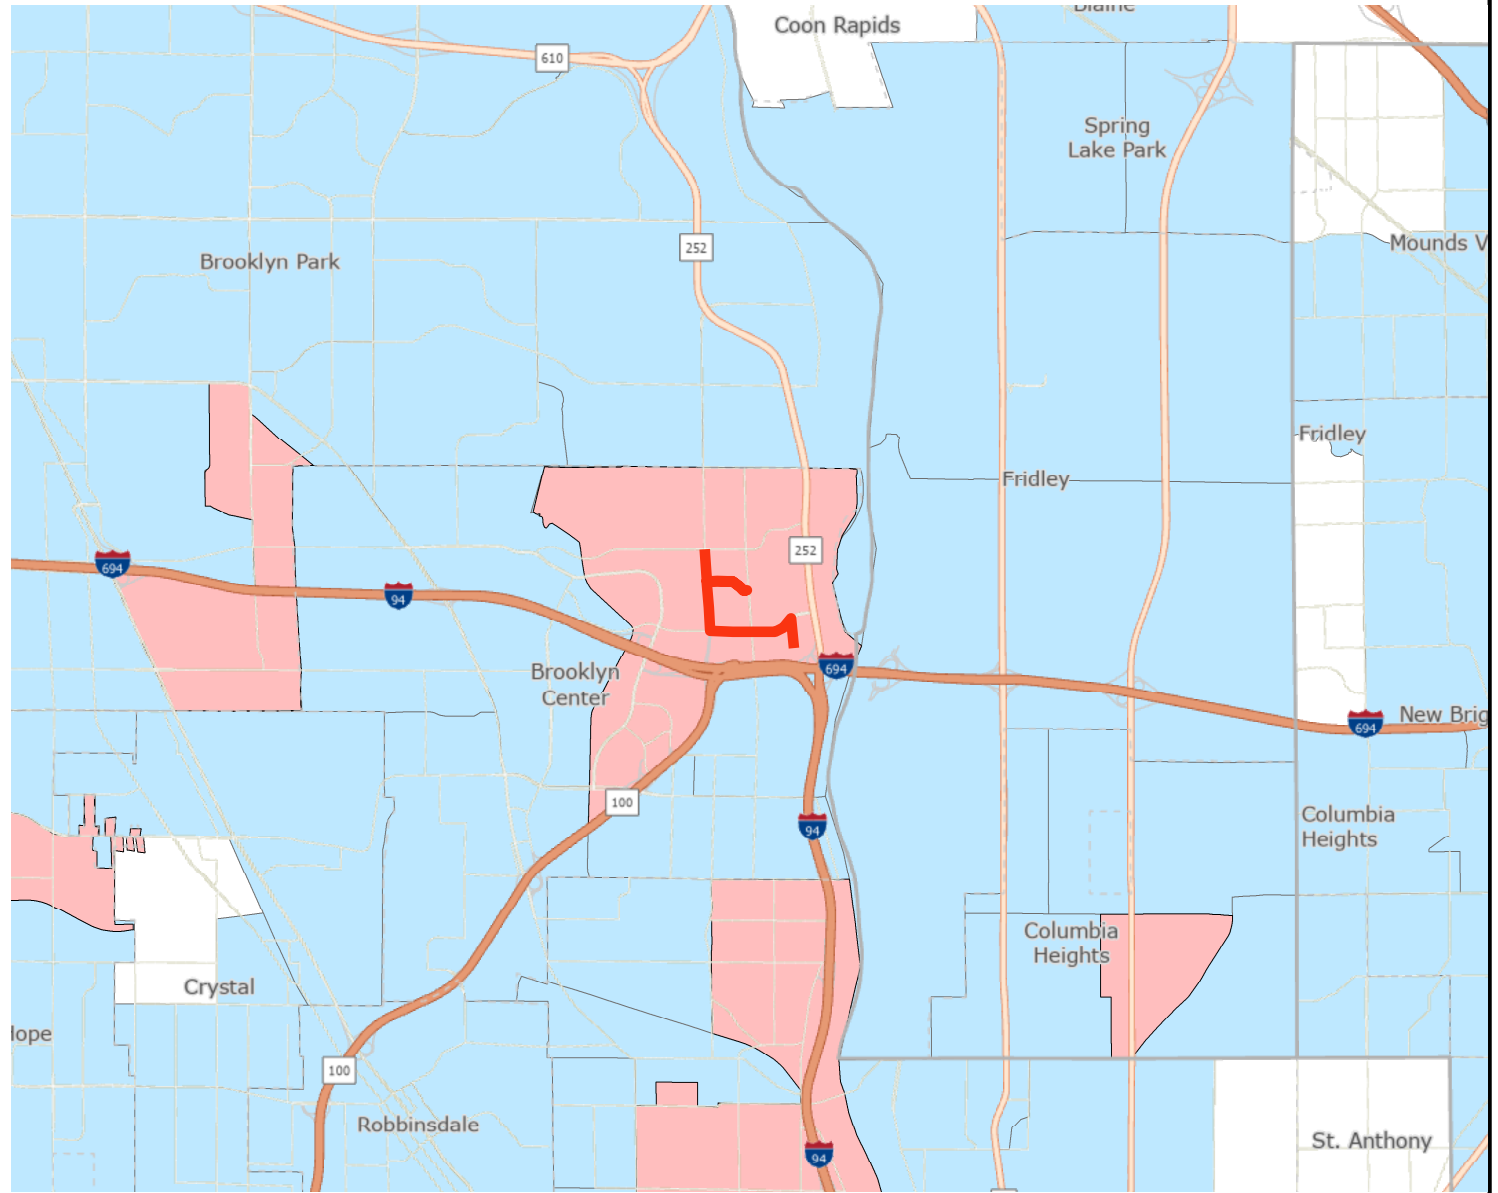 Coon Rapids
610
Spring
Lake Park
252
Mounds V
Brooklyn Park
Fridley
Fridley
252
694
94
Brooklyn
Center
694
694
New Brig
100
94
Columbia
Heights
Columbia
Heights
Crystal
100
Robbinsdale
St. Anthony
94